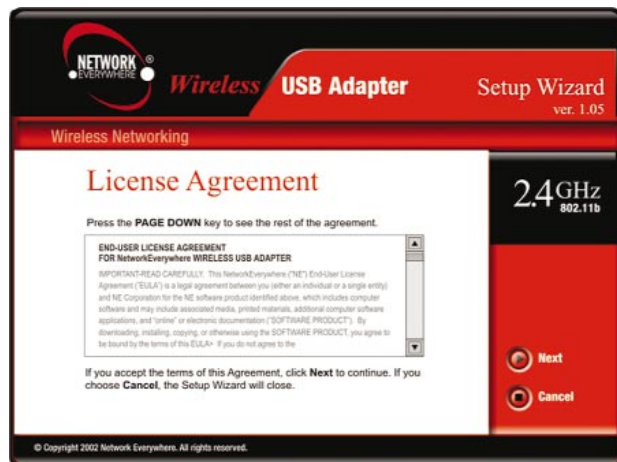 NETWORK ®
EVERYWHERE
Wireless USB Adapter
Setup Wizard
ver. 1.05
Wireless Networking
License Agreement
2.4GHz
802.11b
Press the PAGE DOWN key to see the rest of the agreement.
END-USER LICENSE AGREEMENT
FOR NetworkEverywhere WIRELESS USB ADAPTER
IMPORTANT-READ CAREFULLY: This NetworkEverywhere ("NE") End-User License
Agreement ("EULA") is a legal agreement between you (either an individual or a single entity)
and NE Corporation for the NE software product identified above, which includes computer
software and may include associated media, printed materials, additional computer software
applications, and "online" or electronic documentation ("SOFTWARE PRODUCT"). By
downloading, installing, copying, or otherwise using the SOFTWARE PRODUCT, you agree to
be bound by the terms of this EULA> If you do not agree to the
If you accept the terms of this Agreement, click Next to continue. If you
choose Cancel, the Setup Wizard will close.
Next
Cancel
© Copyright 2002 Network Everywhere. All rights reserved.